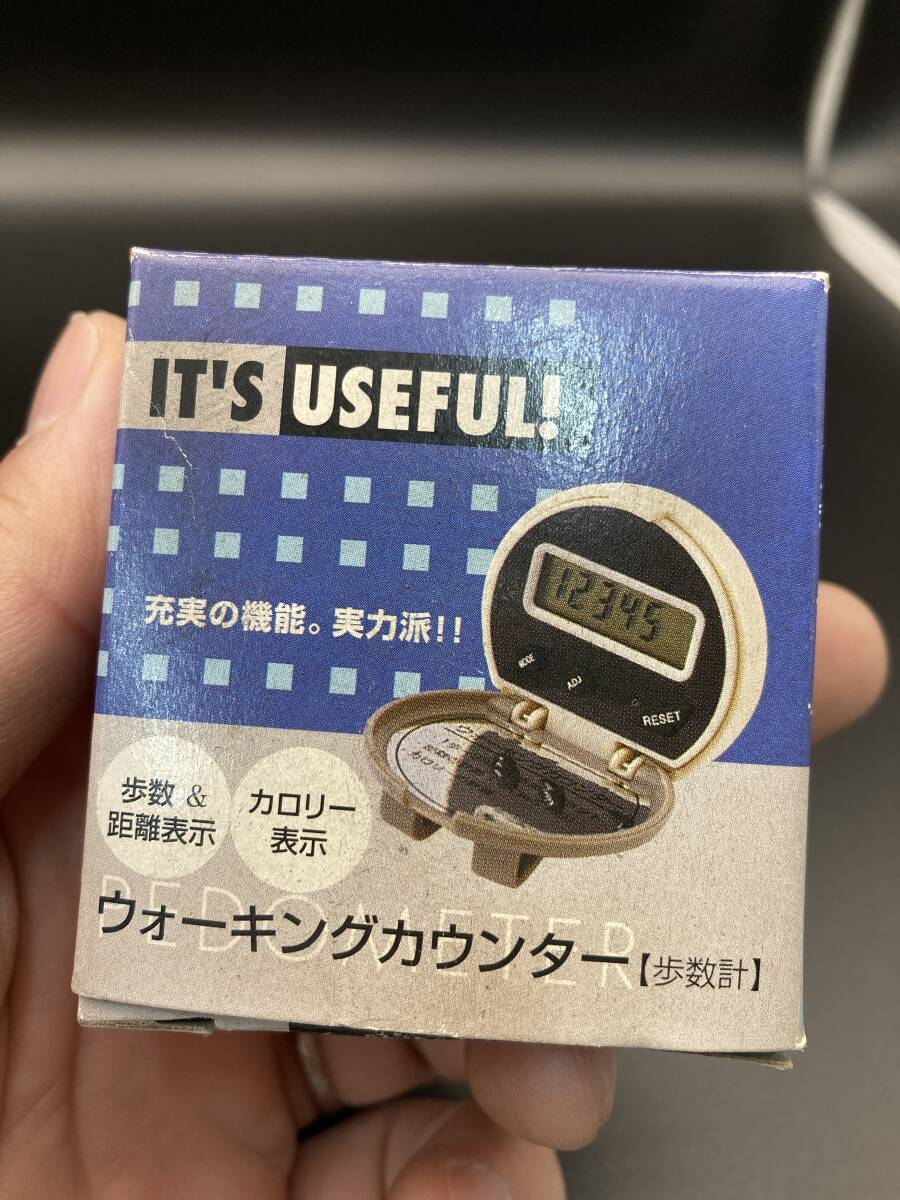 IT'S USEFUL!
充実の機能。実力派!!
12345
MODE
ADJ
RESET
歩数 &
距離表示
カロリー
表示
PEDOMETER
ウォーキングカウンター【歩数計】